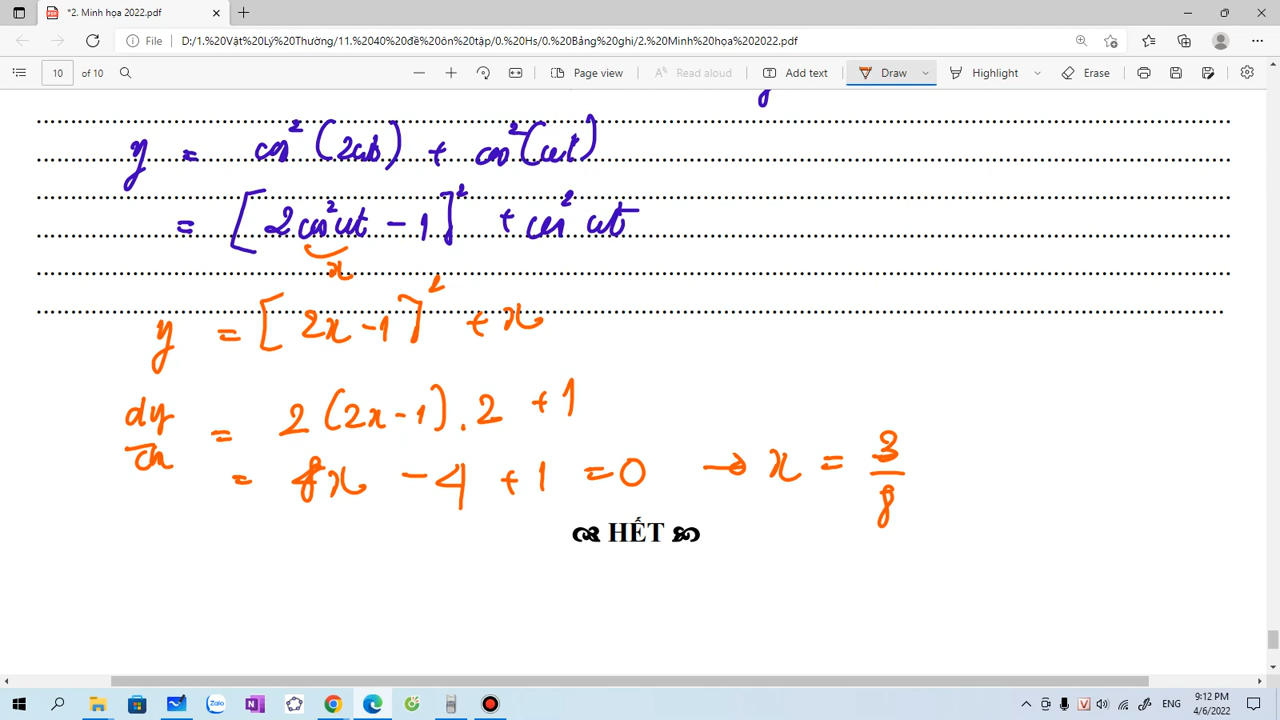 *2. Minh họa 2022.pdf
File D:/1.%20Vật%20Lý%20Thường/11.%2040%20đề%20ôn%20tập/0.%20Hs/0.%20Bảng%20ghi/2.%20Minh%20họa%202022.pdf
10 of 10 Page view Read aloud Add text Draw Highlight Erase
y = cos² (2ωt) + cos² (ωt)
= [2cos²ωt - 1]² + cos² ωt
x
y = [2x - 1]² + x
dy/dx = 2(2x-1).2 + 1
= 8x - 4 + 1 = 0 → x = 3/8
HẾT
Zalo
ENG
9:12 PM
4/6/2022